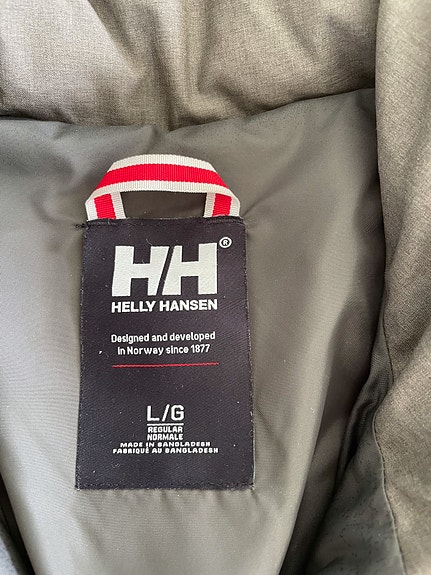 HH®
HELLY HANSEN
Designed and developed
in Norway since 1877
L/G
REGULAR
NORMALE
MADE IN BANGLADESH
FABRIQUÉ AU BANGLADESH